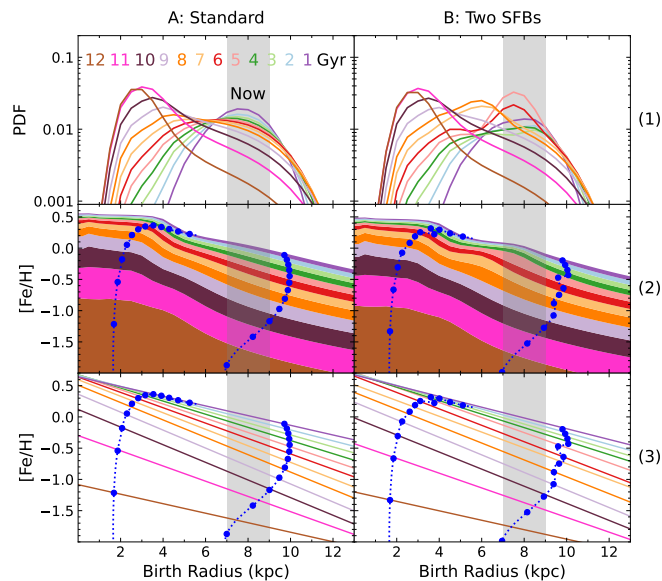 A: Standard
B: Two SFBs
12 11 10 9 8 7 6 5 4 3 2 1 Gyr
Now
PDF
0.1
0.01
0.001
(1)
[Fe/H]
0.5
0.0
−0.5
−1.0
−1.5
(2)
[Fe/H]
0.5
0.0
−0.5
−1.0
−1.5
(3)
2 4 6 8 10 12
2 4 6 8 10 12
Birth Radius (kpc)
Birth Radius (kpc)